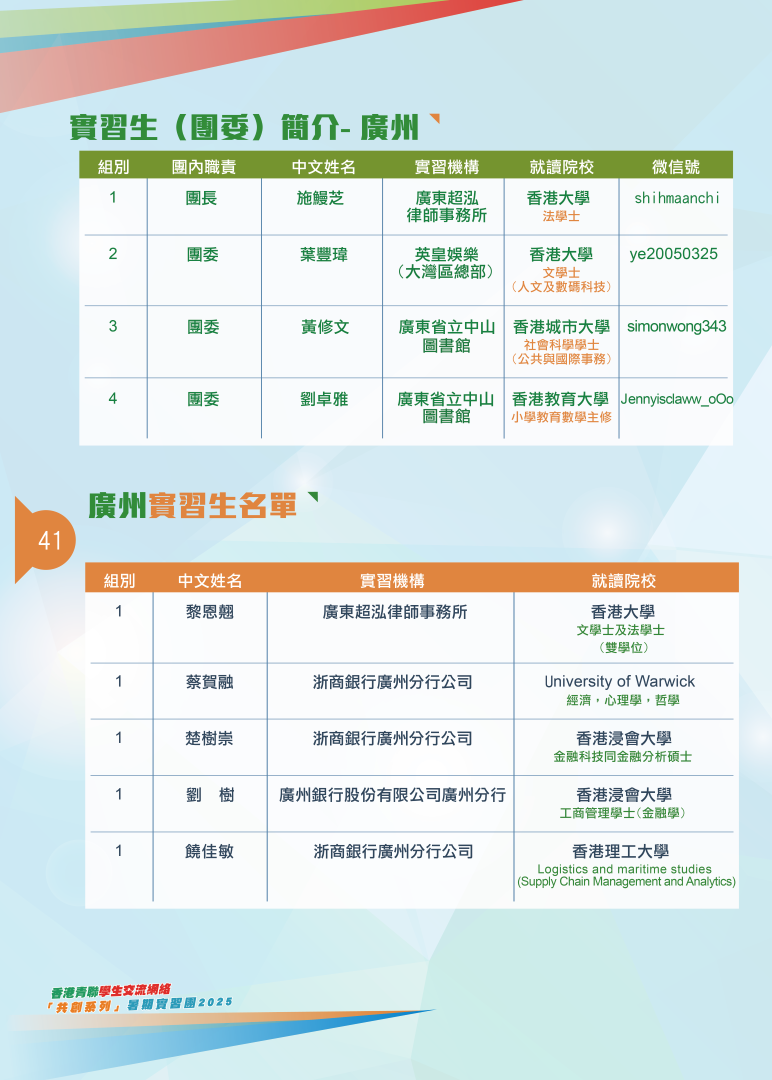 實習生（團委）簡介- 廣州
組別 團內職責 中文姓名 實習機構 就讀院校 微信號
1 團長 施鰻芝 廣東超泓 香港大學 shihmaanchi
律師事務所 法學士
2 團委 葉豐瑋 英皇娛樂 香港大學 ye20050325
（大灣區總部） 文學士
（人文及數碼科技）
3 團委 黃修文 廣東省立中山 香港城市大學 simonwong343
圖書館 社會科學學士
（公共與國際事務）
4 團委 劉卓雅 廣東省立中山 香港教育大學 Jennyisclaww_oOo
圖書館 小學教育數學主修
廣州實習生名單
41
組別 中文姓名 實習機構 就讀院校
1 黎恩翹 廣東超泓律師事務所 香港大學
文學士及法學士
（雙學位）
1 蔡賀融 浙商銀行廣州分行公司 University of Warwick
經濟，心理學，哲學
1 楚樹崇 浙商銀行廣州分行公司 香港浸會大學
金融科技同金融分析碩士
1 劉　樹 廣州銀行股份有限公司廣州分行 香港浸會大學
工商管理學士（金融學）
1 饒佳敏 浙商銀行廣州分行公司 香港理工大學
Logistics and maritime studies
(Supply Chain Management and Analytics)
香港青聯學生交流網絡
「共創系列」暑期實習團2025